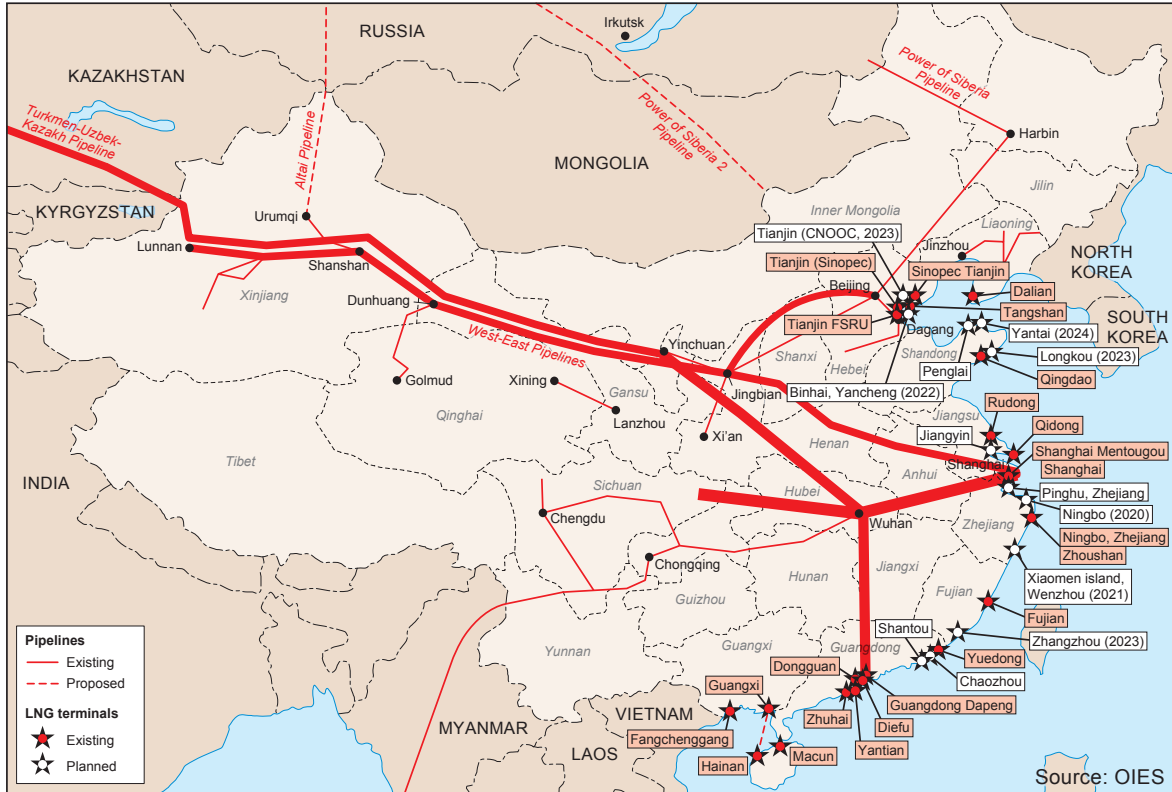 RUSSIA
Irkutsk
KAZAKHSTAN
Power of Siberia
Pipeline
Turkmen-Uzbek-
Kazakh Pipeline
Altai Pipeline
Power of Siberia 2
Pipeline
Harbin
MONGOLIA
Jilin
KYRGYZSTAN
Urumqi
Inner Mongolia
Liaoning
Lunnan
Tianjin (CNOOC, 2023)
Jinzhou
NORTH
KOREA
Shanshan
Tianjin (Sinopec)
Sinopec Tianjin
Xinjiang
Dunhuang
Beijing
Dalian
Tangshan
SOUTH
KOREA
Tianjin FSRU
Dagang
Yantai (2024)
West-East Pipelines
Yinchuan
Shanxi
Shandong
Longkou (2023)
Hebei
Penglai
Golmud
Xining
Gansu
Jingbian
Binhai, Yancheng (2022)
Qingdao
Qinghai
Lanzhou
Jiangsu
Rudong
Xi'an
Jiangyin
Qidong
Henan
Shanghai Mentougou
Tibet
Anhui
Shanghai
Shanghai
INDIA
Sichuan
Hubei
Pinghu, Zhejiang
Ningbo (2020)
Chengdu
Wuhan
Zhejiang
Ningbo, Zhejiang
Zhoushan
Chongqing
Xiaomen island,
Wenzhou (2021)
Hunan
Jiangxi
Guizhou
Fujian
Fujian
Shantou
Zhangzhou (2023)
Yunnan
Guangxi
Guangdong
Yuedong
Dongguan
Chaozhou
Guangxi
Guangdong Dapeng
MYANMAR
VIETNAM
Zhuhai
Diefu
Fangchenggang
Yantian
LAOS
Hainan
Macun
Pipelines
Existing
Proposed
LNG terminals
Existing
Planned
Source: OIES